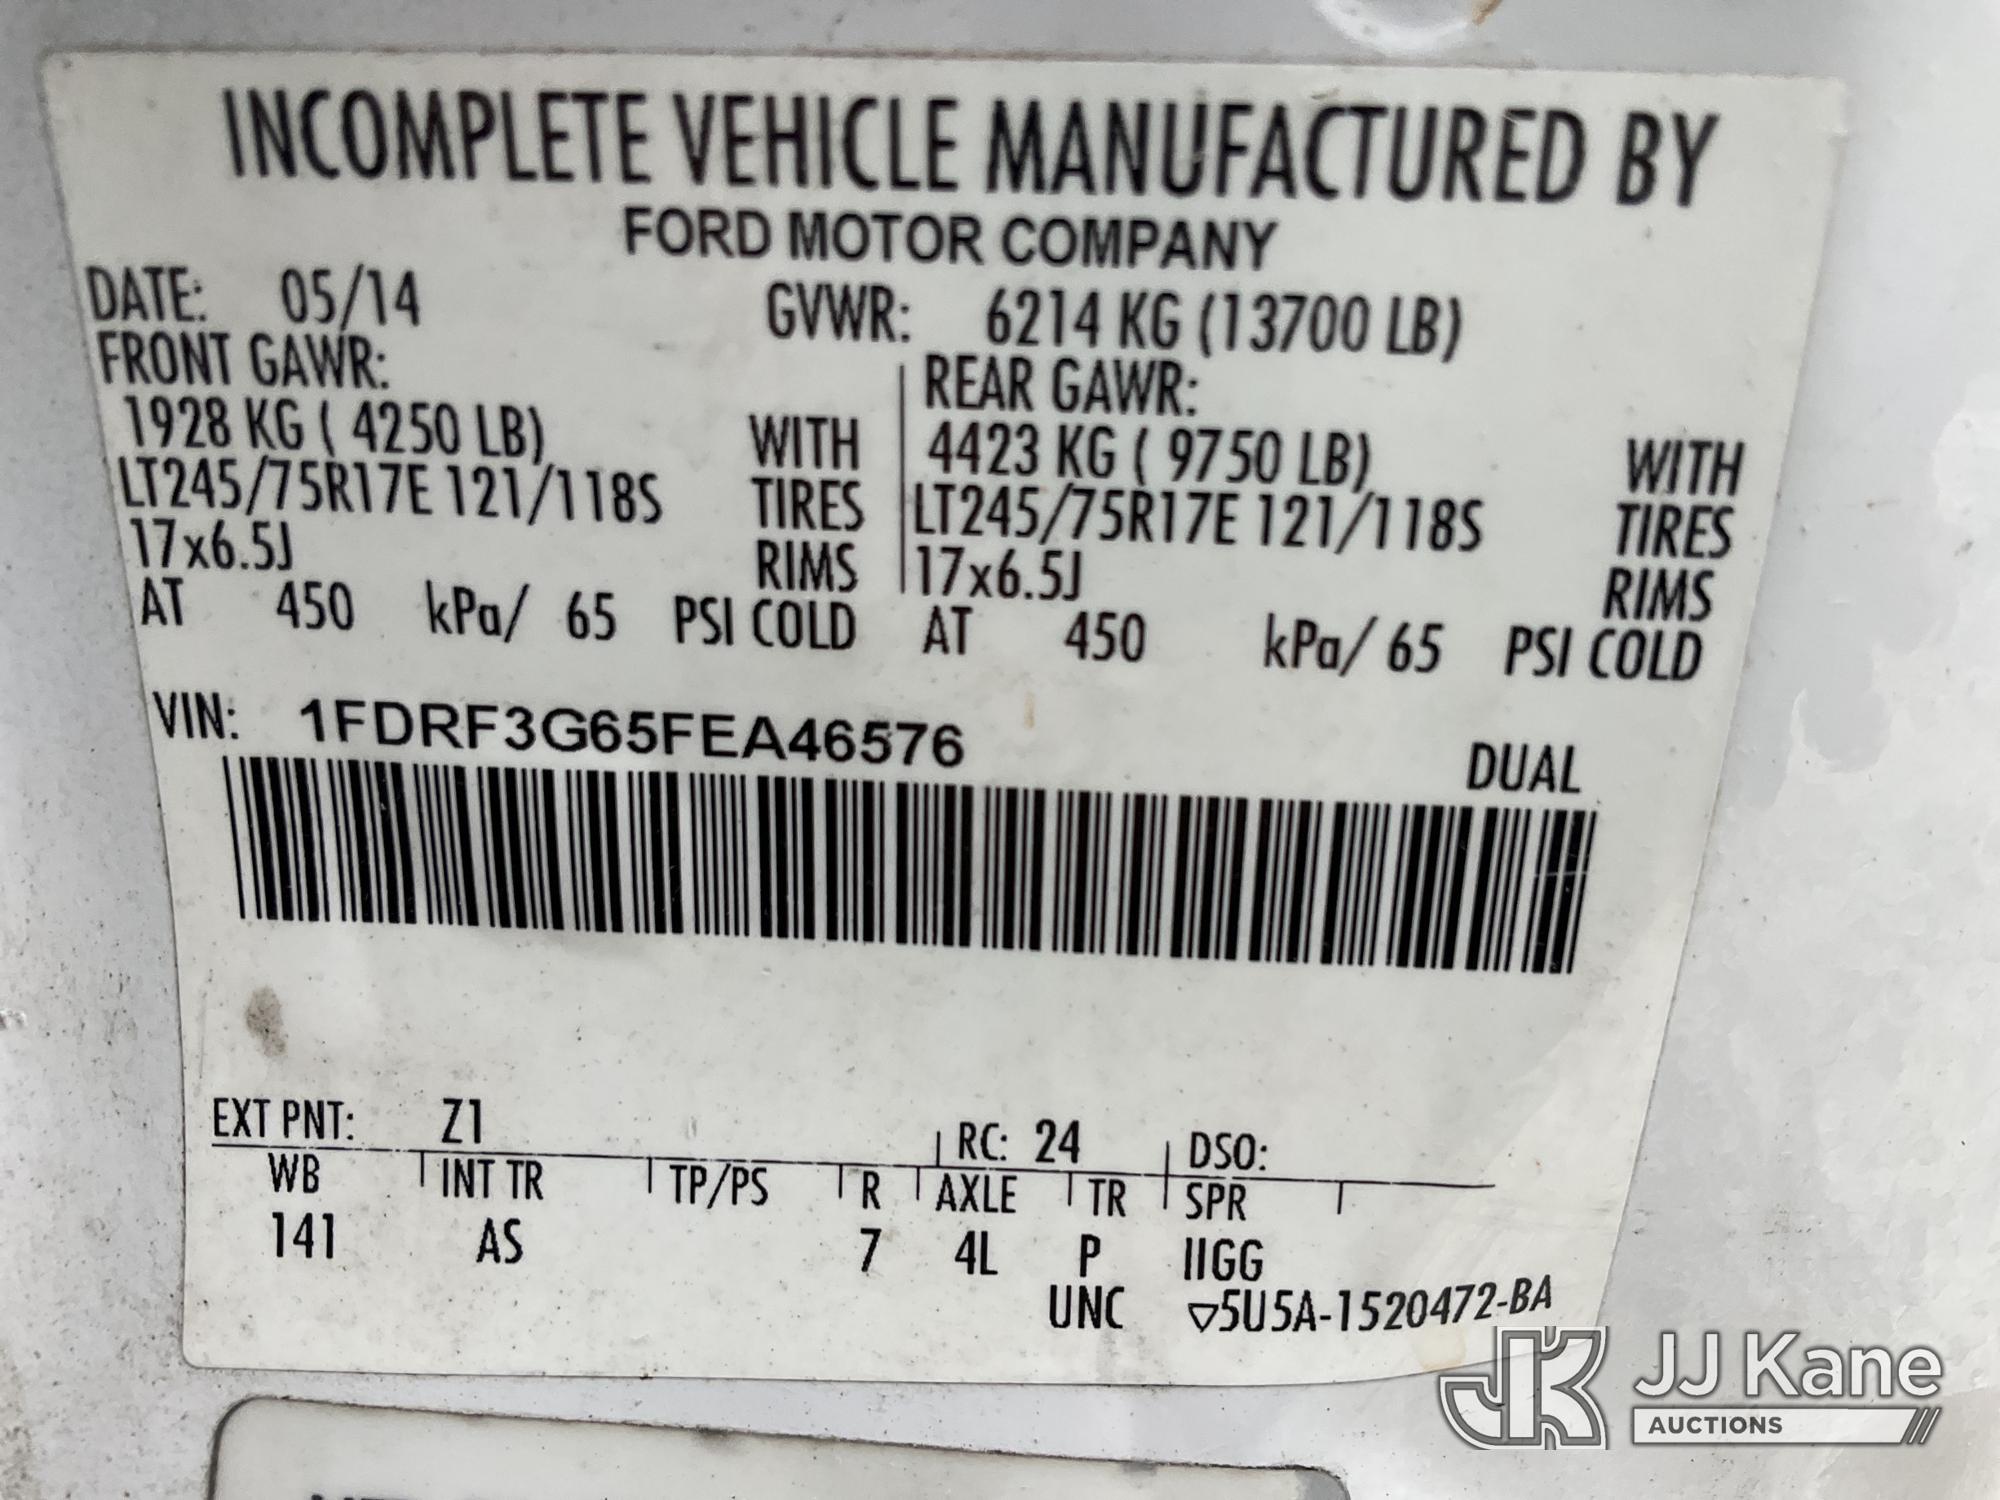 INCOMPLETE VEHICLE MANUFACTURED BY
FORD MOTOR COMPANY
DATE: 05/14 GVWR: 6214 KG (13700 LB)
FRONT GAWR: REAR GAWR:
1928 KG ( 4250 LB) WITH 4423 KG ( 9750 LB) WITH
LT245/75R17E 121/118S TIRES LT245/75R17E 121/118S TIRES
17x6.5J RIMS 17x6.5J RIMS
AT 450 kPa/ 65 PSI COLD AT 450 kPa/ 65 PSI COLD
VIN: 1FDRF3G65FEA46576
DUAL
EXT PNT: Z1 RC: 24 DSO:
WB INT TR TP/PS R AXLE TR SPR
141 AS 7 4L P IIGG
UNC ▽5U5A-1520472-BA
JK JJ Kane
AUCTIONS